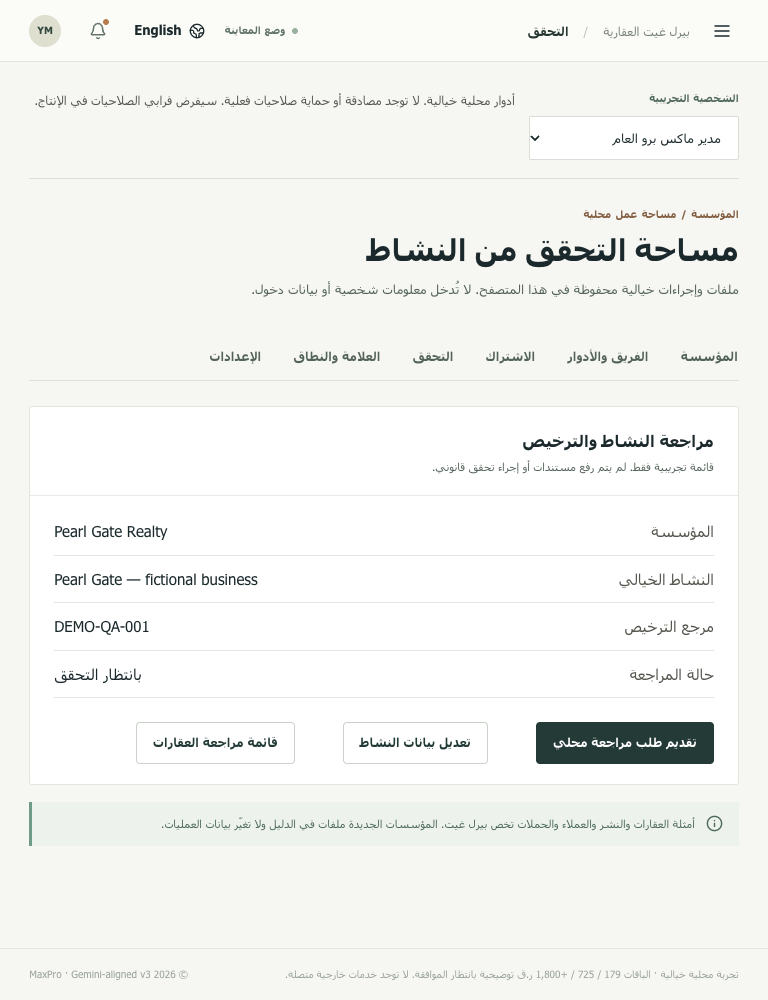 بيرل غيت العقارية / التحقق
وضع المعاينة
English
YM
الشخصية التجريبية
أدوار محلية خيالية. لا توجد مصادقة أو حماية صلاحيات فعلية. سيفرض قرابي الصلاحيات في الإنتاج.
مدير ماكس برو العام
المؤسسة / مساحة عمل محلية
مساحة التحقق من النشاط
ملفات وإجراءات خيالية محفوظة في هذا المتصفح. لا تُدخل معلومات شخصية أو بيانات دخول.
المؤسسة الفريق والأدوار الاشتراك التحقق العلامة والنطاق الإعدادات
مراجعة النشاط والترخيص
قائمة تجريبية فقط. لم يتم رفع مستندات أو إجراء تحقق قانوني.
المؤسسة Pearl Gate Realty
النشاط الخيالي Pearl Gate — fictional business
مرجع الترخيص DEMO-QA-001
حالة المراجعة بانتظار التحقق
تقديم طلب مراجعة محلي تعديل بيانات النشاط قائمة مراجعة العقارات
أمثلة العقارات والنشر والعملاء والحملات تخص بيرل غيت. المؤسسات الجديدة ملفات في الدليل ولا تغيّر بيانات العمليات.
تجربة محلية خيالية · الباقات 179 / 725 / 1,800+ ر.ق توضيحية بانتظار الموافقة. لا توجد خدمات خارجية متصلة.
MaxPro · Gemini-aligned v3 2026 ©